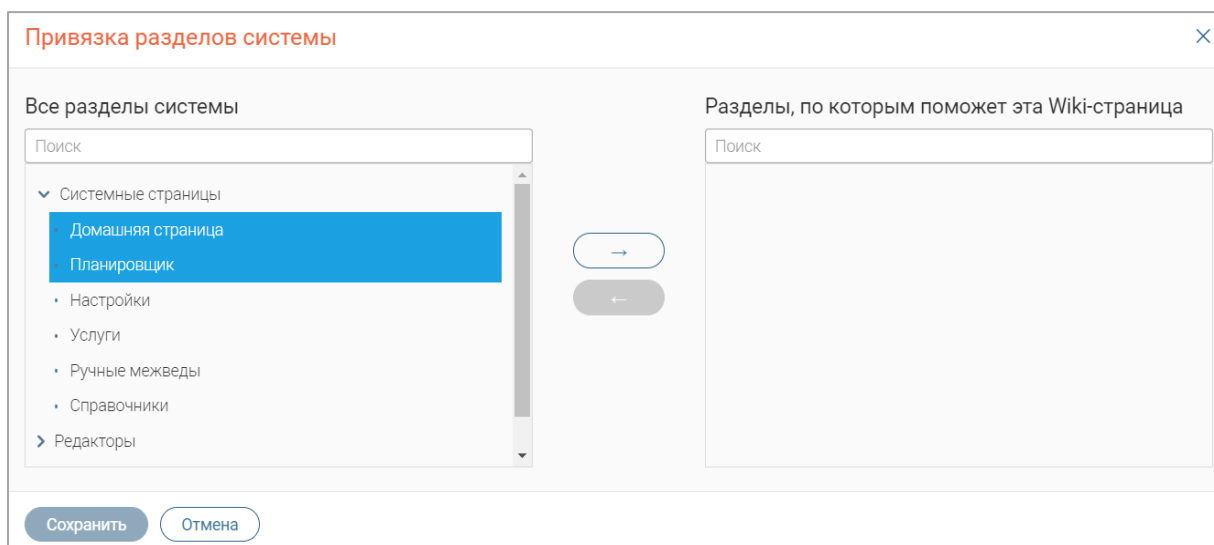 Привязка разделов системы
Все разделы системы
Поиск
Системные страницы
Домашняя страница
Планировщик
Настройки
Услуги
Ручные межведы
Справочники
Редакторы
→
←
Разделы, по которым поможет эта Wiki-страница
Поиск
Сохранить
Отмена